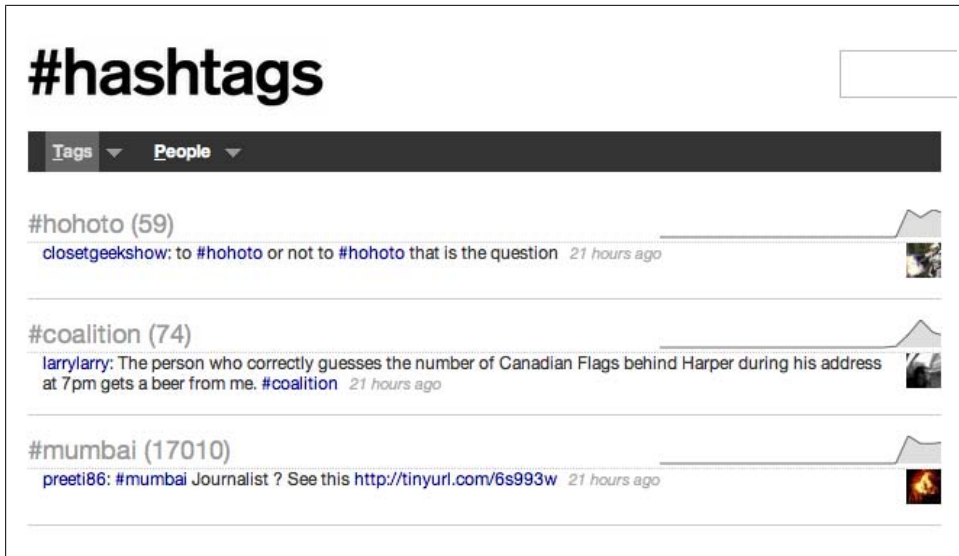 #hashtags
Tags People
#hohoto (59)
closetgeekshow: to #hohoto or not to #hohoto that is the question 21 hours ago
#coalition (74)
larrylarry: The person who correctly guesses the number of Canadian Flags behind Harper during his address
at 7pm gets a beer from me. #coalition 21 hours ago
#mumbai (17010)
preeti86: #mumbai Journalist ? See this http://tinyurl.com/6s993w 21 hours ago